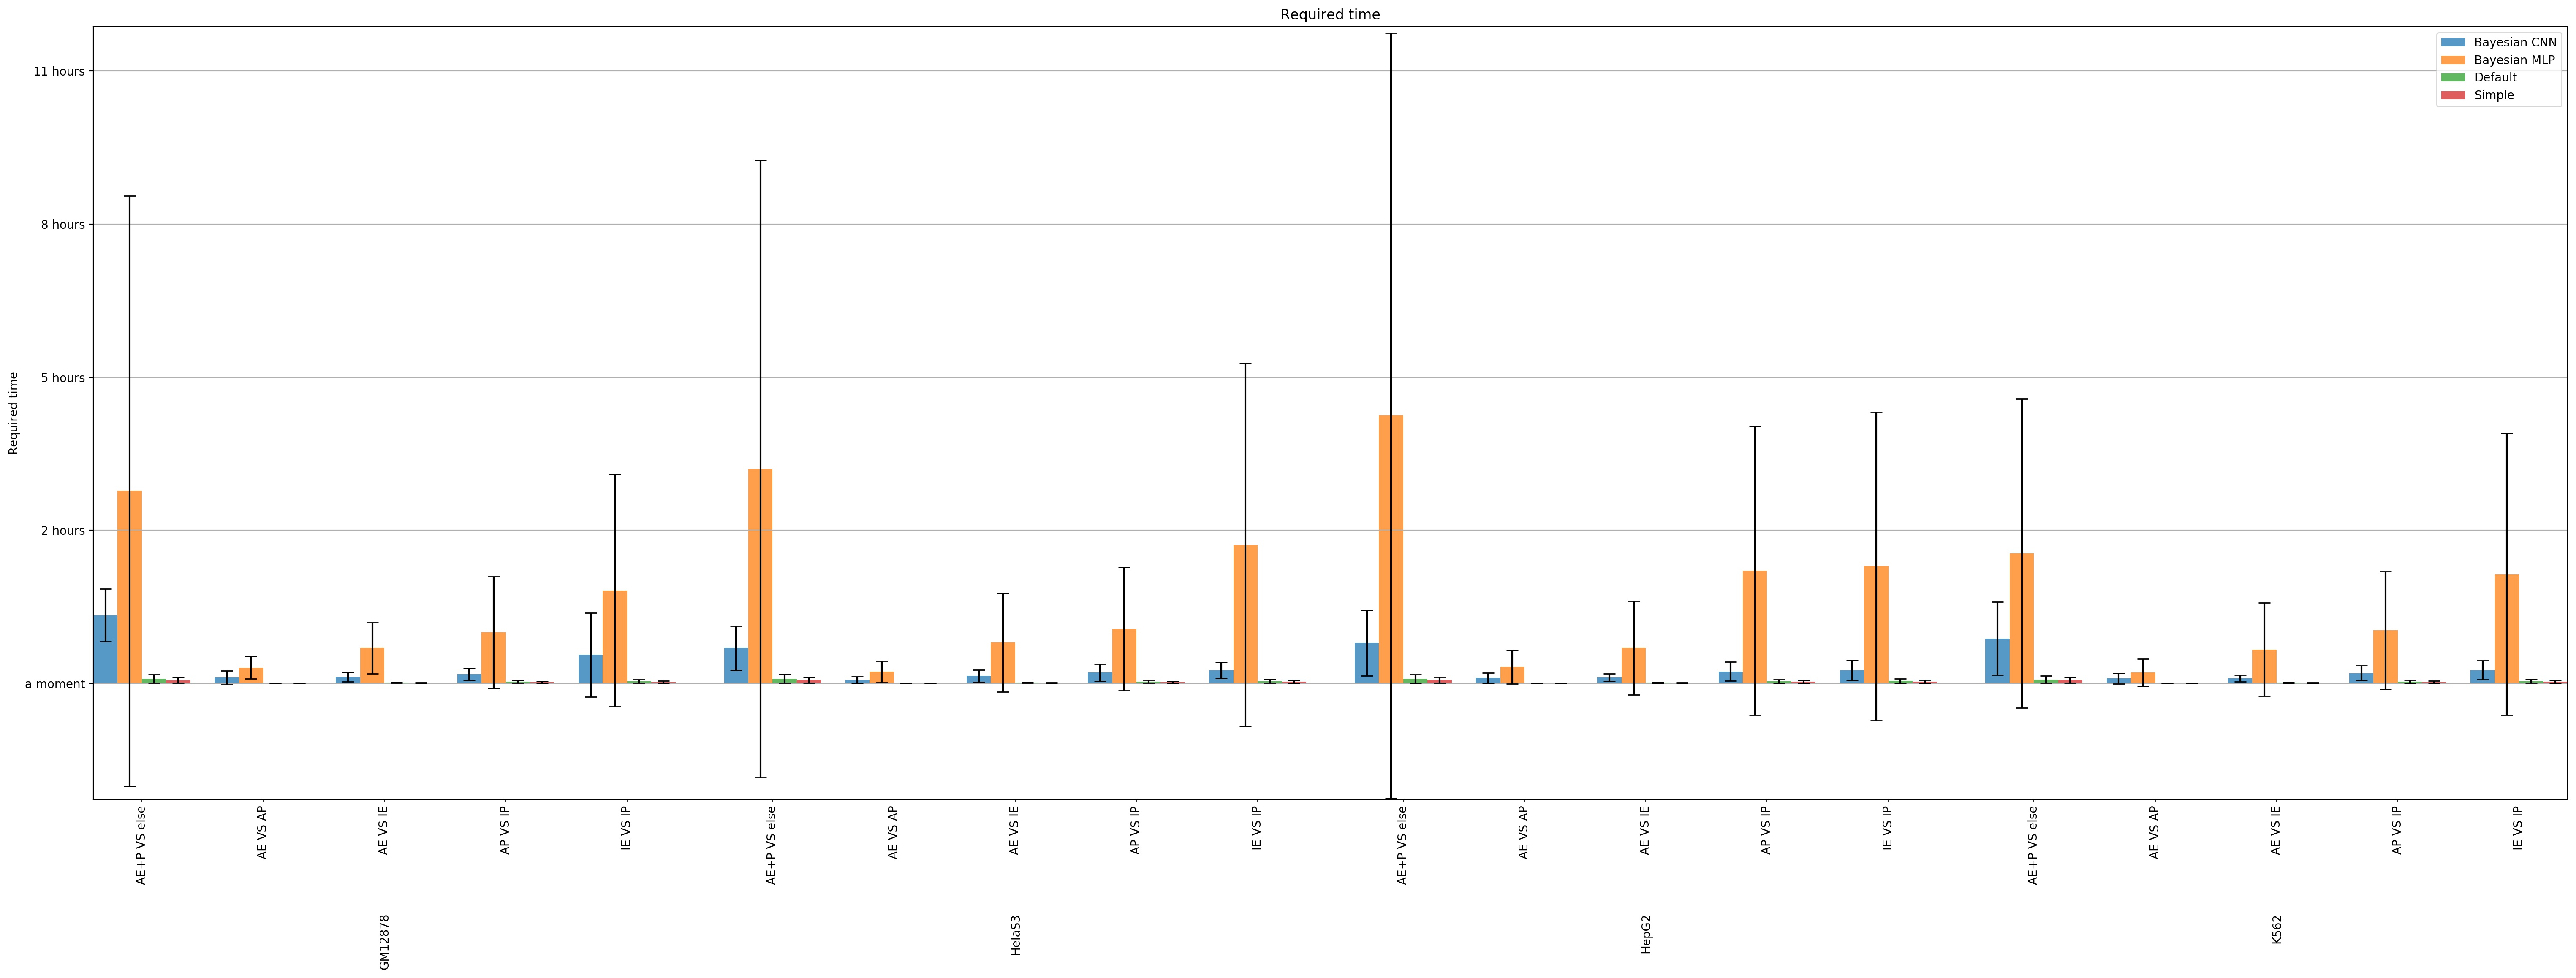 Required time
11 hours
8 hours
5 hours
2 hours
a moment
Required time
Bayesian CNN
Bayesian MLP
Default
Simple
AE+P VS else
AE VS AP
AE VS IE
AP VS IP
IE VS IP
AE+P VS else
AE VS AP
AE VS IE
AP VS IP
IE VS IP
AE+P VS else
AE VS AP
AE VS IE
AP VS IP
IE VS IP
AE+P VS else
AE VS AP
AE VS IE
AP VS IP
IE VS IP
GM12878
HelaS3
HepG2
K562